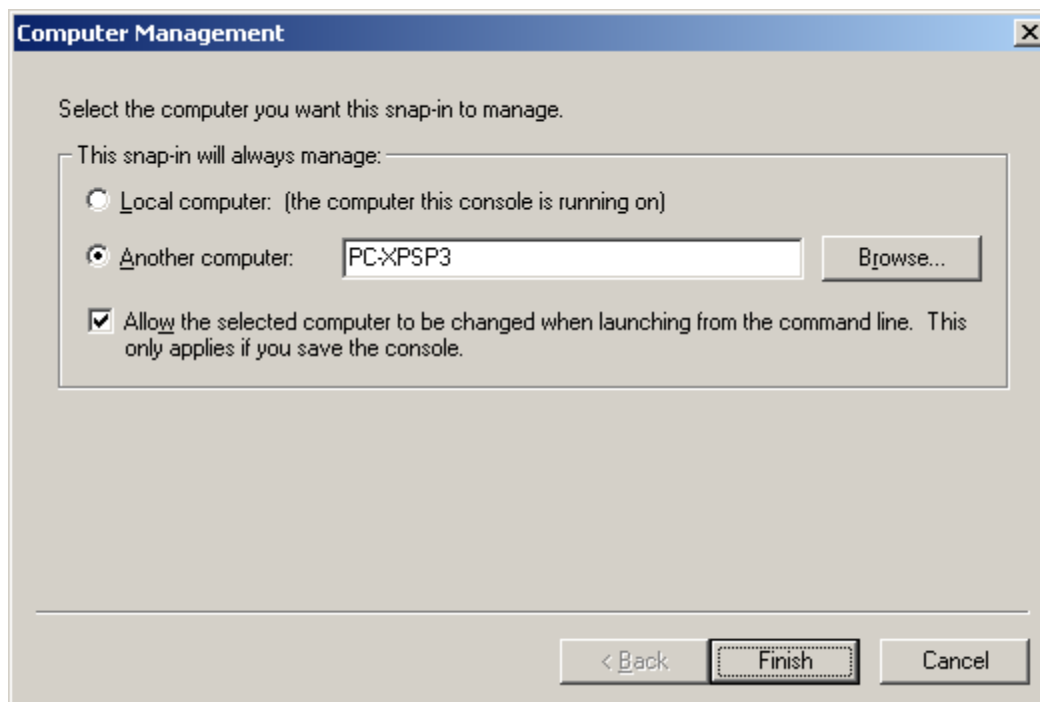 Computer Management
Select the computer you want this snap-in to manage.
This snap-in will always manage:
Local computer: (the computer this console is running on)
Another computer: PC-XPSP3 Browse...
Allow the selected computer to be changed when launching from the command line. This
only applies if you save the console.
< Back Finish Cancel